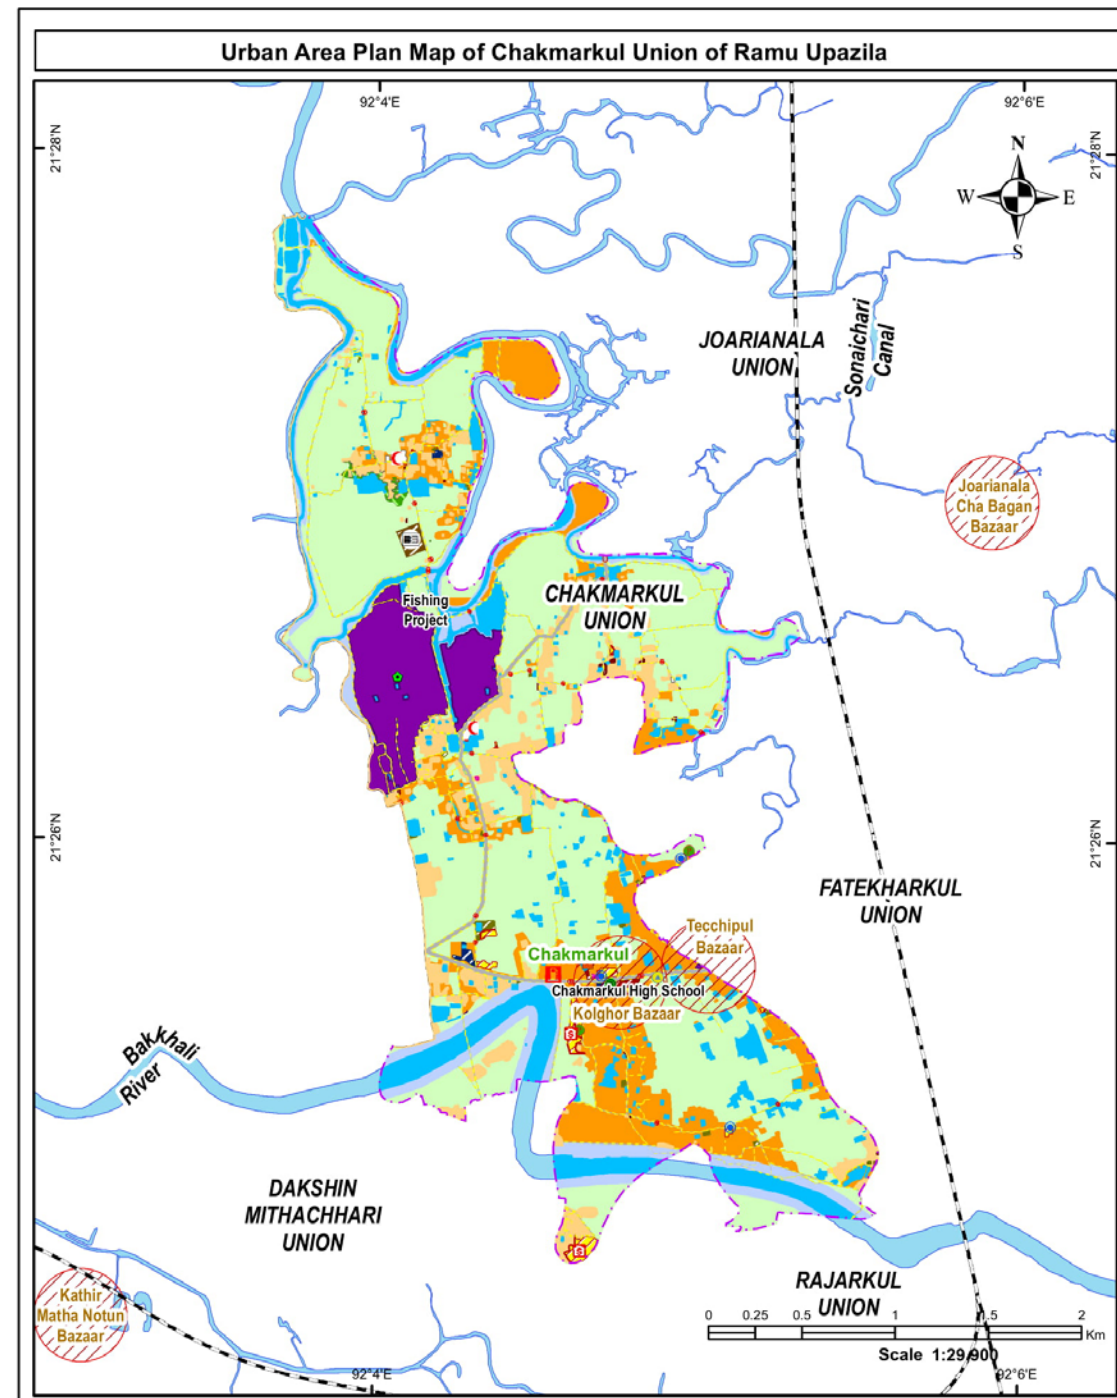 Urban Area Plan Map of Chakmarkul Union of Ramu Upazila
92°4'E
92°6'E
21°28'N
21°28'N
N
W
E
S
JOARIANALA
UNION
Sonaichari
Canal
Joarianala
Cha Bagan
Bazaar
Fishing
Project
CHAKMARKUL
UNION
21°26'N
21°26'N
FATEKHARKUL
UNION
Tecchipul
Bazaar
Chakmarkul
Chakmarkul High School
Kolghor Bazaar
Bakkhali
River
DAKSHIN
MITHACHHARI
UNION
RAJARKUL
UNION
Kathir
Matha Notun
Bazaar
0 0.25 0.5 1 1.5 2
Km
Scale 1:29,900
92°4'E
92°6'E